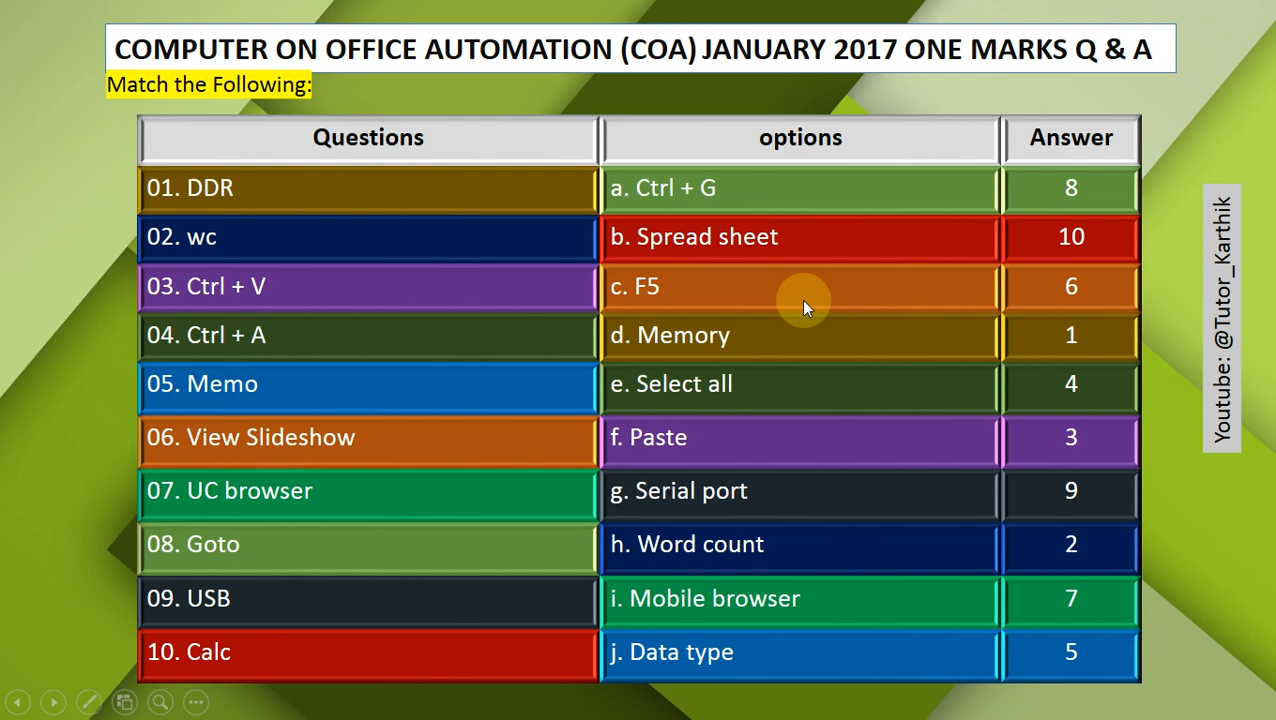 COMPUTER ON OFFICE AUTOMATION (COA) JANUARY 2017 ONE MARKS Q & A
Match the Following:
Questions options Answer
01. DDR a. Ctrl + G 8
02. wc b. Spread sheet 10
03. Ctrl + V c. F5 6
04. Ctrl + A d. Memory 1
05. Memo e. Select all 4
06. View Slideshow f. Paste 3
07. UC browser g. Serial port 9
08. Goto h. Word count 2
09. USB i. Mobile browser 7
10. Calc j. Data type 5
Youtube: @Tutor_Karthik